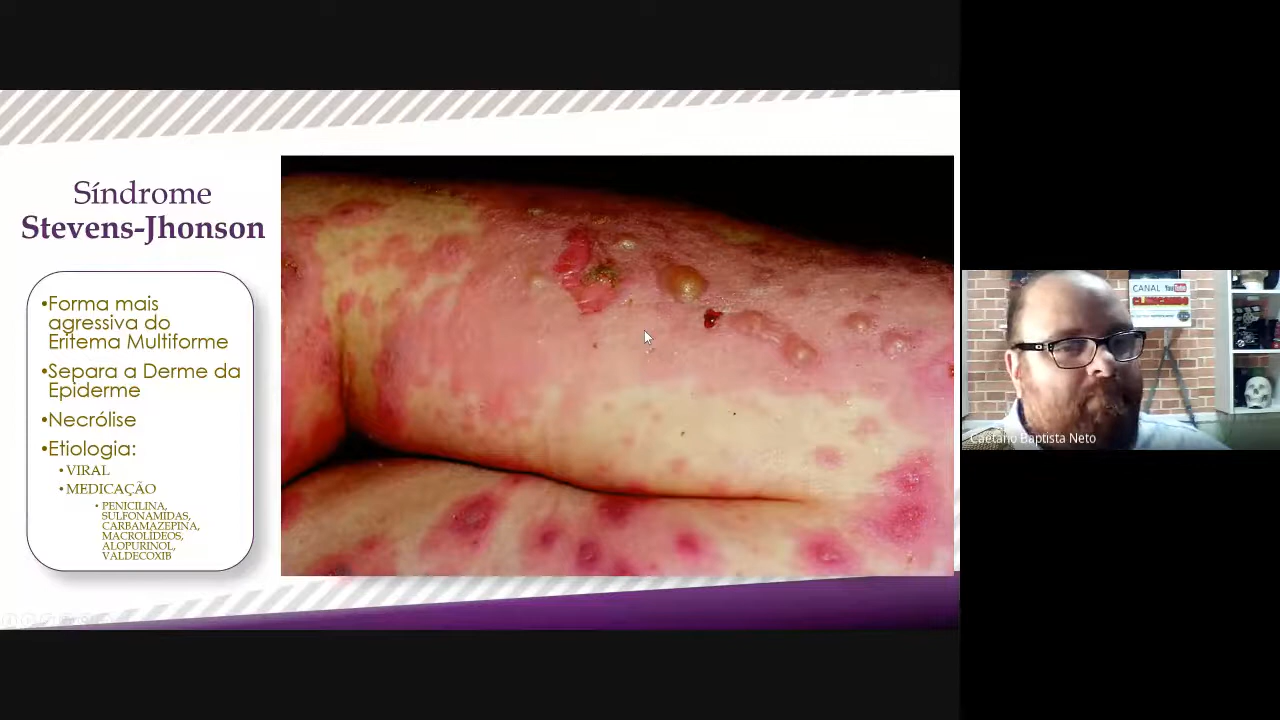 Síndrome
Stevens-Jhonson
•Forma mais
agressiva do
Eritema Multiforme
•Separa a Derme da
Epiderme
•Necrólise
•Etiologia:
•VIRAL
•MEDICAÇÃO
•PENICILINA,
SULFONAMIDAS,
CARBAMAZEPINA,
MACROLÍDEOS,
ALOPURINOL,
VALDECOXIB
CANAL YouTube
Caetano Baptista Neto